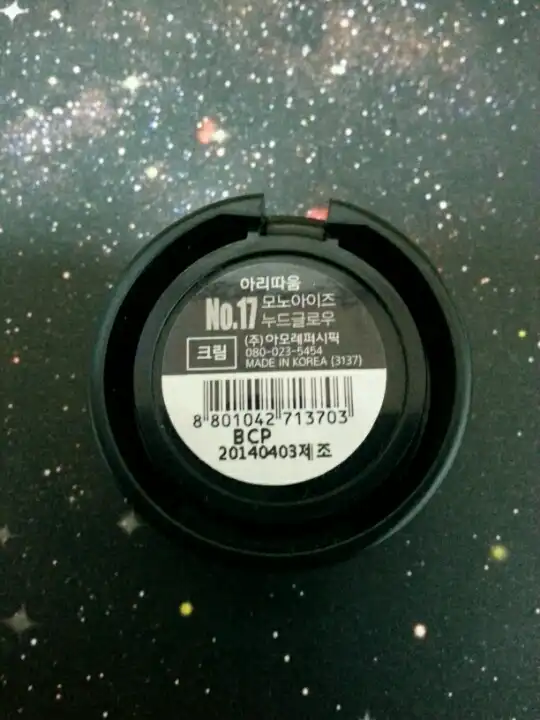 아리따움
No.17 모노아이즈
누드글로우
크림
(주)아모레퍼시픽
080-023-5454
MADE IN KOREA (3137)
8 801042 713703
BCP
20140403제조